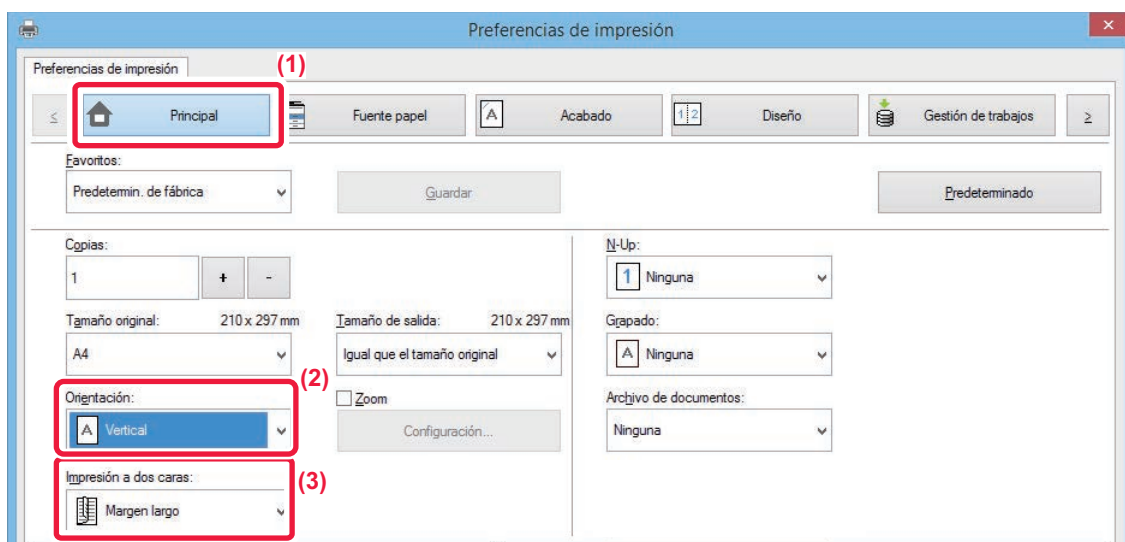 Preferencias de impresión
Preferencias de impresión
(1)
Principal
Fuente papel
A
Acabado
1 2
Diseño
Gestión de trabajos
Favoritos:
Predetermin. de fábrica
Guardar
Predeterminado
Copias:
1
+
-
N-Up:
1 Ninguna
Tamaño original: 210 x 297 mm
A4
Tamaño de salida: 210 x 297 mm
Igual que el tamaño original
Grapado:
A Ninguna
(2)
Orientación:
A Vertical
Zoom
Configuración...
Archivo de documentos:
Ninguna
(3)
Impresión a dos caras:
Margen largo